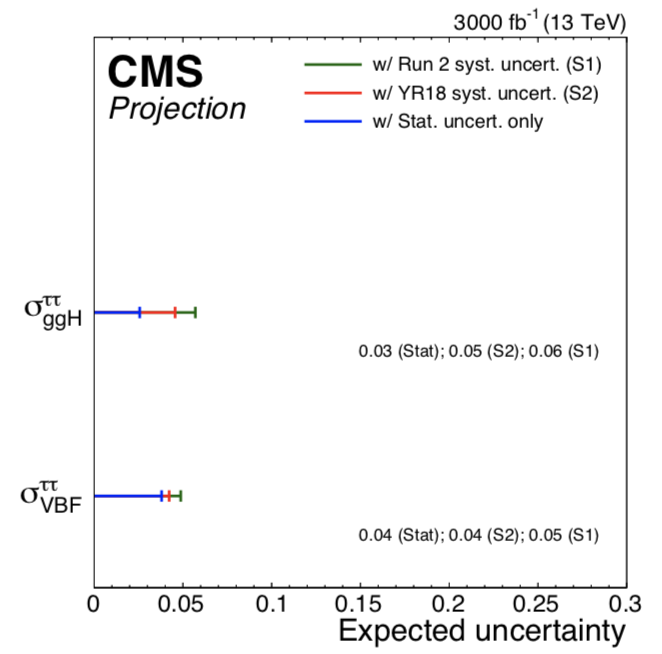 3000 fb⁻¹ (13 TeV)
CMS
Projection
w/ Run 2 syst. uncert. (S1)
w/ YR18 syst. uncert. (S2)
w/ Stat. uncert. only
σ^ττ_ggH
0.03 (Stat); 0.05 (S2); 0.06 (S1)
σ^ττ_VBF
0.04 (Stat); 0.04 (S2); 0.05 (S1)
0 0.05 0.1 0.15 0.2 0.25 0.3
Expected uncertainty